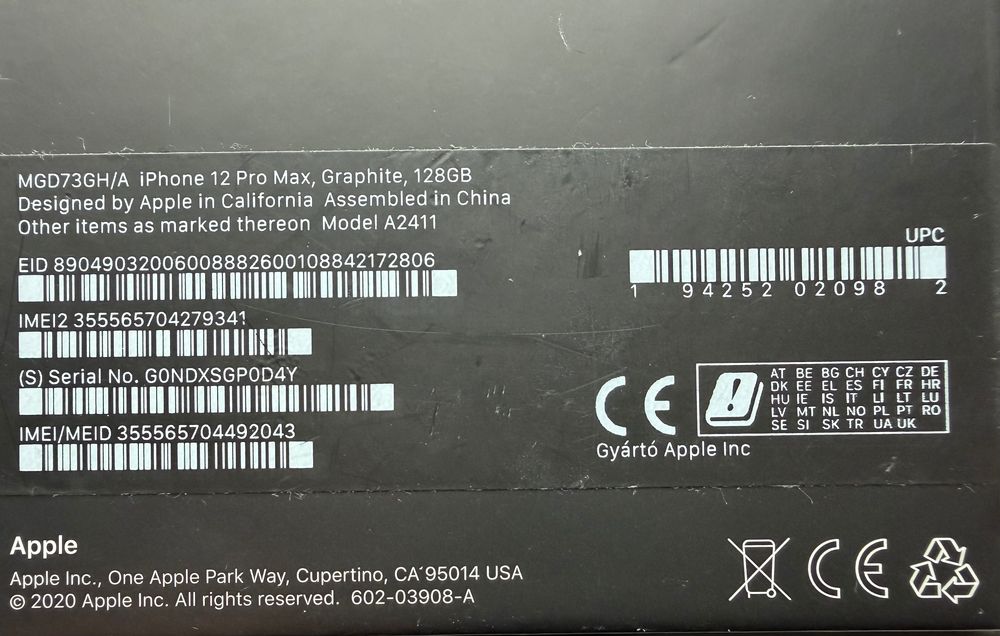 MGD73GH/A iPhone 12 Pro Max, Graphite, 128GB
Designed by Apple in California Assembled in China
Other items as marked thereon Model A2411
EID 89049032006008882600108842172806
IMEI2 355565704279341
(S) Serial No. G0NDXSGP0D4Y
IMEI/MEID 355565704492043
UPC
1 94252 02098 2
CE
Gyártó Apple Inc
!
AT BE BG CH CY CZ DE
DK EE EL ES FI FR HR
HU IE IS IT LI LT LU
LV MT NL NO PL PT RO
SE SI SK TR UA UK
Apple
Apple Inc., One Apple Park Way, Cupertino, CA 95014 USA
© 2020 Apple Inc. All rights reserved. 602-03908-A
CE